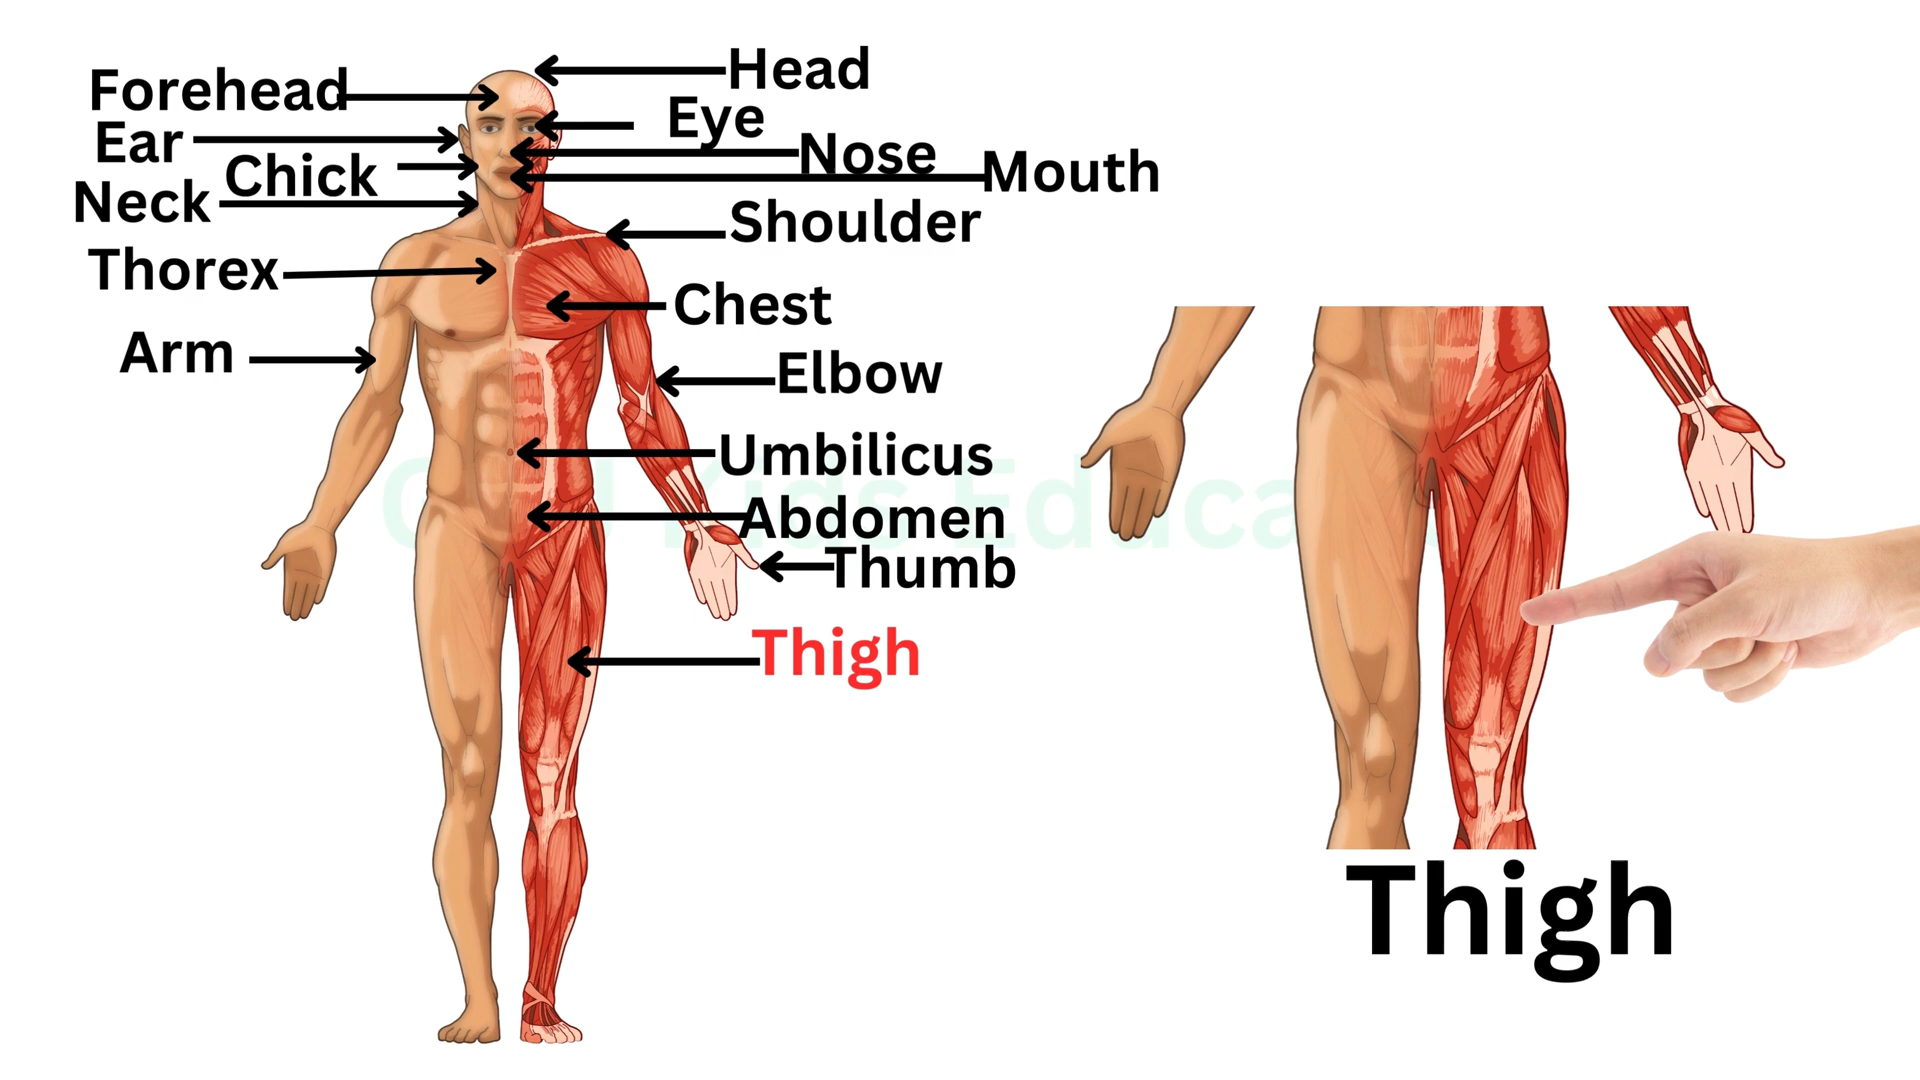 Head
Forehead
Eye
Ear
Nose
Chick
Mouth
Neck
Shoulder
Thorex
Chest
Arm
Elbow
Umbilicus
Abdomen
Thumb
Thigh
Thigh